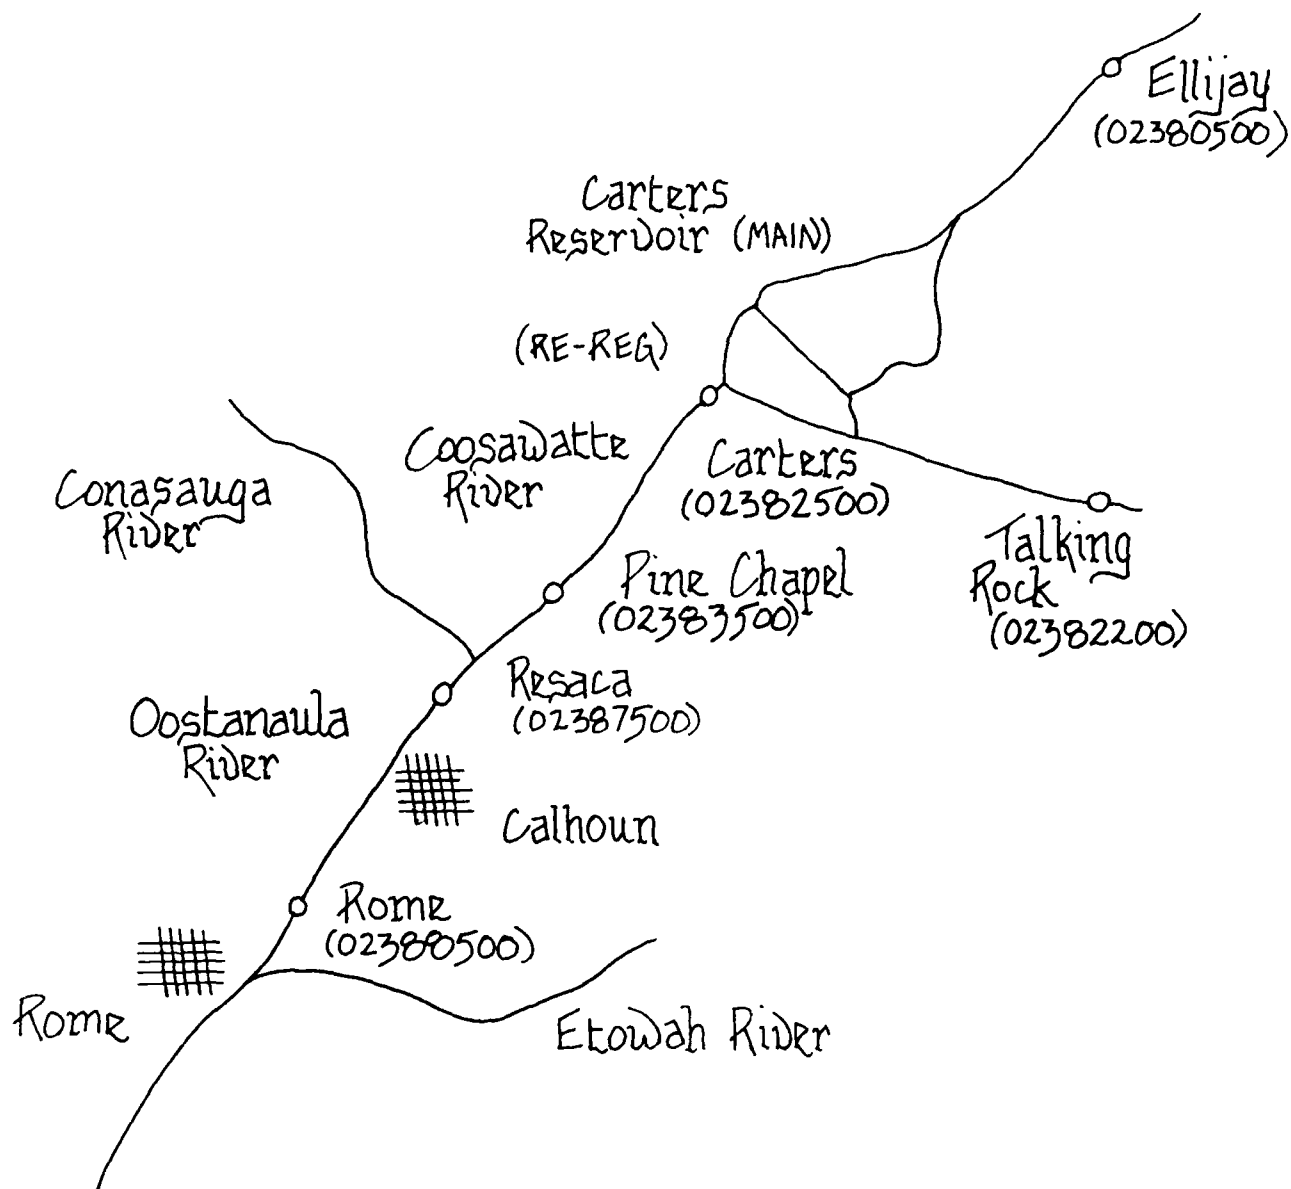 Ellijay
(02380500)
Carters
Reservoir (MAIN)
(RE-REG)
Coosawatte
River
Carters
(02382500)
Conasauga
River
Talking
Rock
(02382200)
Pine Chapel
(02383500)
Resaca
(02387500)
Oostanaula
River
Calhoun
Rome
(02388500)
Rome
Etowah River